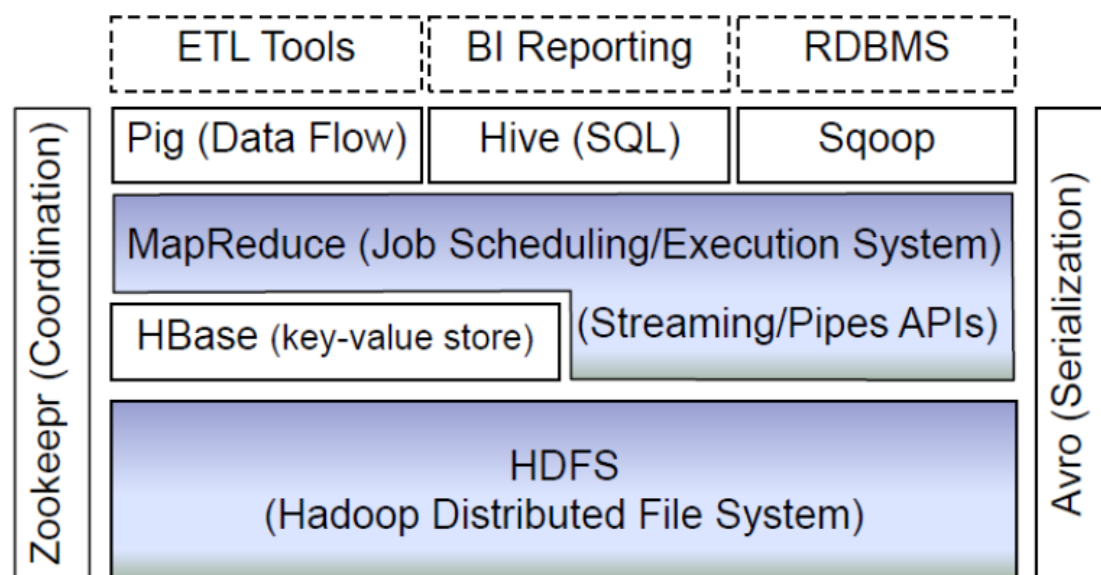 ETL Tools
BI Reporting
RDBMS
Zookeepr (Coordination)
Pig (Data Flow)
Hive (SQL)
Sqoop
Avro (Serialization)
MapReduce (Job Scheduling/Execution System)
(Streaming/Pipes APIs)
HBase (key-value store)
HDFS
(Hadoop Distributed File System)